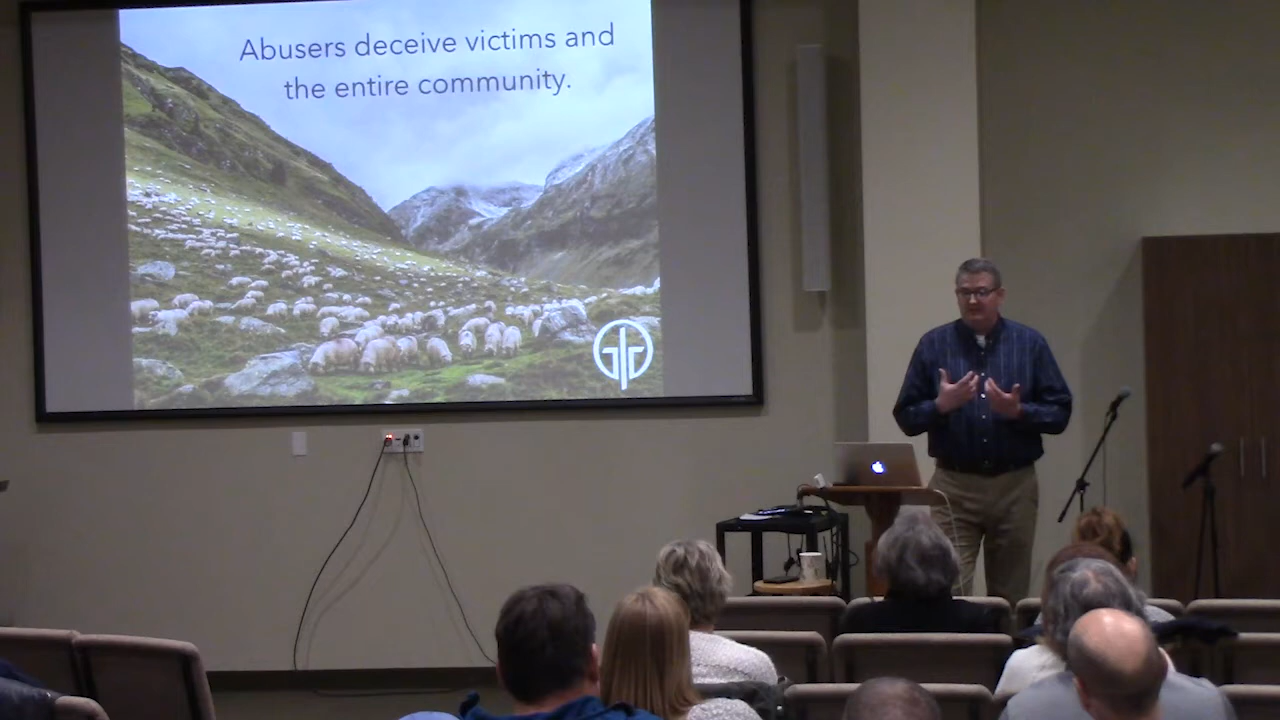 Abusers deceive victims and
the entire community.